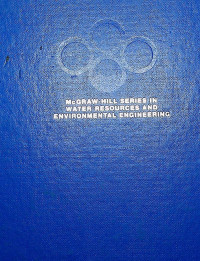 McGRAW-HILL SERIES IN
WATER RESOURCES AND
ENVIRONMENTAL ENGINEERING